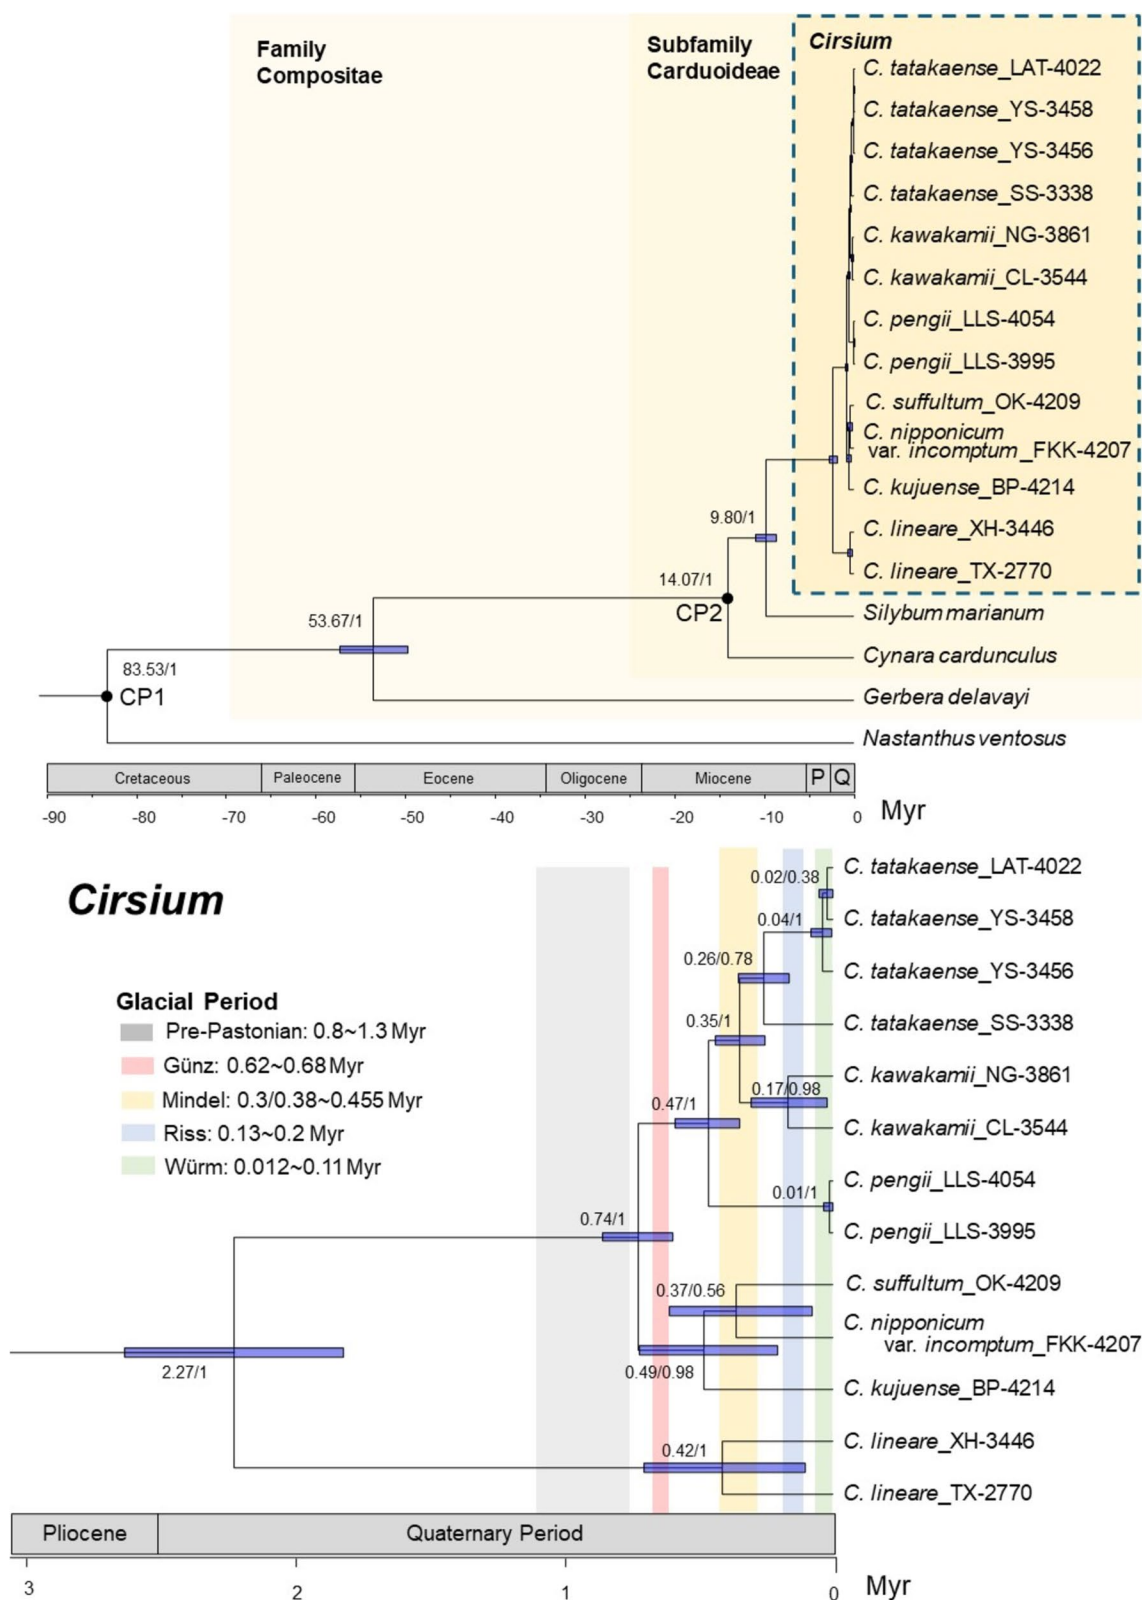 Family
Compositae
Subfamily
Carduoideae
Cirsium
C. tatakaense_LAT-4022
C. tatakaense_YS-3458
C. tatakaense_YS-3456
C. tatakaense_SS-3338
C. kawakamii_NG-3861
C. kawakamii_CL-3544
C. pengii_LLS-4054
C. pengii_LLS-3995
C. suffultum_OK-4209
C. nipponicum
var. incomptum_FKK-4207
C. kujuense_BP-4214
9.80/1
C. lineare_XH-3446
C. lineare_TX-2770
14.07/1
CP2
Silybum marianum
53.67/1
Cynara cardunculus
83.53/1
CP1
Gerbera delavayi
Nastanthus ventosus
Cretaceous Paleocene Eocene Oligocene Miocene P Q
-90 -80 -70 -60 -50 -40 -30 -20 -10 0 Myr
Cirsium
C. tatakaense_LAT-4022
0.02/0.38
C. tatakaense_YS-3458
0.04/1
C. tatakaense_YS-3456
0.26/0.78
C. tatakaense_SS-3338
0.35/1
C. kawakamii_NG-3861
0.17/0.98
C. kawakamii_CL-3544
0.47/1
C. pengii_LLS-4054
0.01/1
C. pengii_LLS-3995
0.74/1
C. suffultum_OK-4209
0.37/0.56
C. nipponicum
var. incomptum_FKK-4207
0.49/0.98
2.27/1
C. kujuense_BP-4214
C. lineare_XH-3446
0.42/1
C. lineare_TX-2770
Glacial Period
Pre-Pastonian: 0.8~1.3 Myr
Günz: 0.62~0.68 Myr
Mindel: 0.3/0.38~0.455 Myr
Riss: 0.13~0.2 Myr
Würm: 0.012~0.11 Myr
Pliocene Quaternary Period
3 2 1 0 Myr